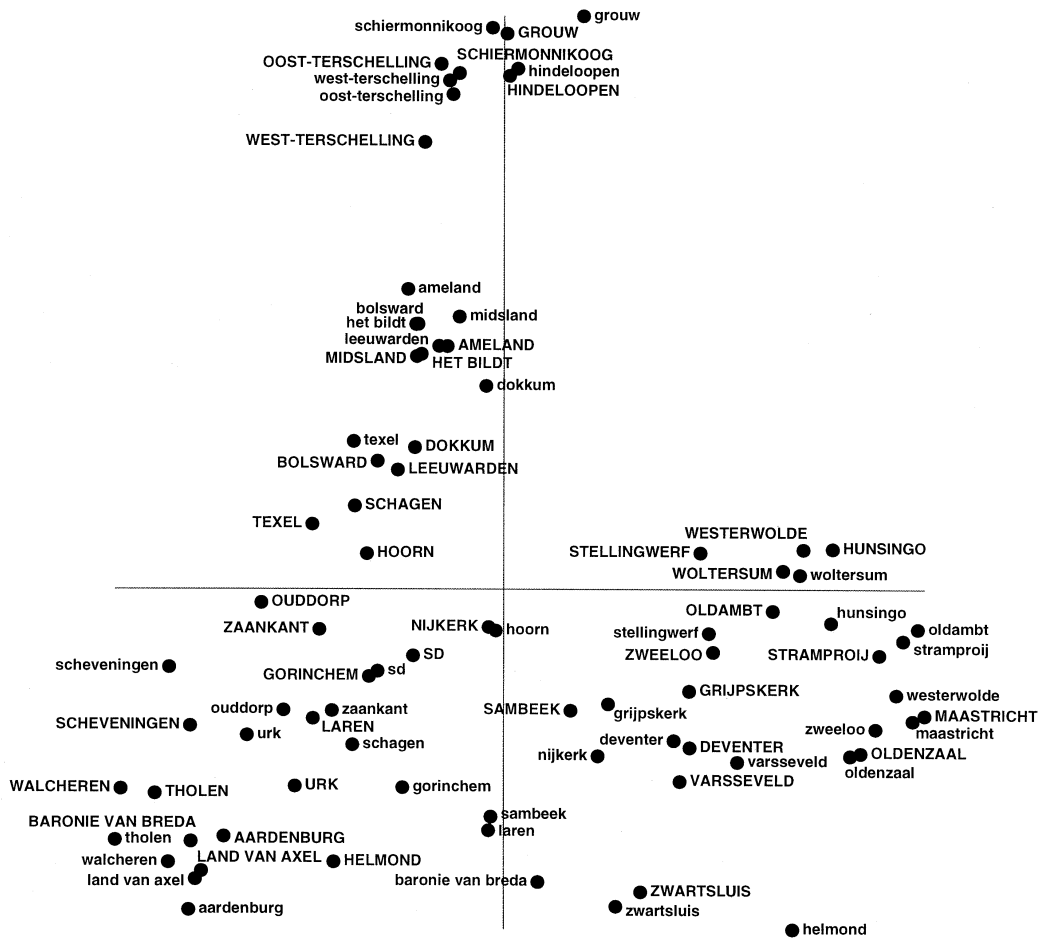 grouw
schiermonnikoog
GROUW
SCHIERMONNIKOOG
OOST-TERSCHELLING
hindeloopen
west-terschelling
HINDELOOPEN
oost-terschelling
WEST-TERSCHELLING
ameland
bolsward
midsland
het bildt
leeuwarden
AMELAND
MIDSLAND
HET BILDT
dokkum
texel
DOKKUM
BOLSWARD
LEEUWARDEN
SCHAGEN
TEXEL
WESTERWOLDE
HOORN
STELLINGWERF
HUNSINGO
WOLTERSUM
woltersum
OUDDORP
OLDAMBT
hunsingo
ZAANKANT
NIJKERK
hoorn
stellingwerf
oldambt
stramproij
SD
ZWEELOO
STRAMPROIJ
scheveningen
GORINCHEM
sd
GRIJPSKERK
westerwolde
ouddorp
zaankant
SAMBEEK
grijpskerk
MAASTRICHT
SCHEVENINGEN
LAREN
zweeloo
maastricht
urk
schagen
deventer
DEVENTER
nijkerk
OLDENZAAL
varsseveld
oldenzaal
WALCHEREN
THOLEN
URK
gorinchem
VARSSEVELD
sambeek
BARONIE VAN BREDA
laren
tholen
AARDENBURG
walcheren
LAND VAN AXEL
HELMOND
land van axel
baronie van breda
ZWARTSLUIS
aardenburg
zwartsluis
helmond